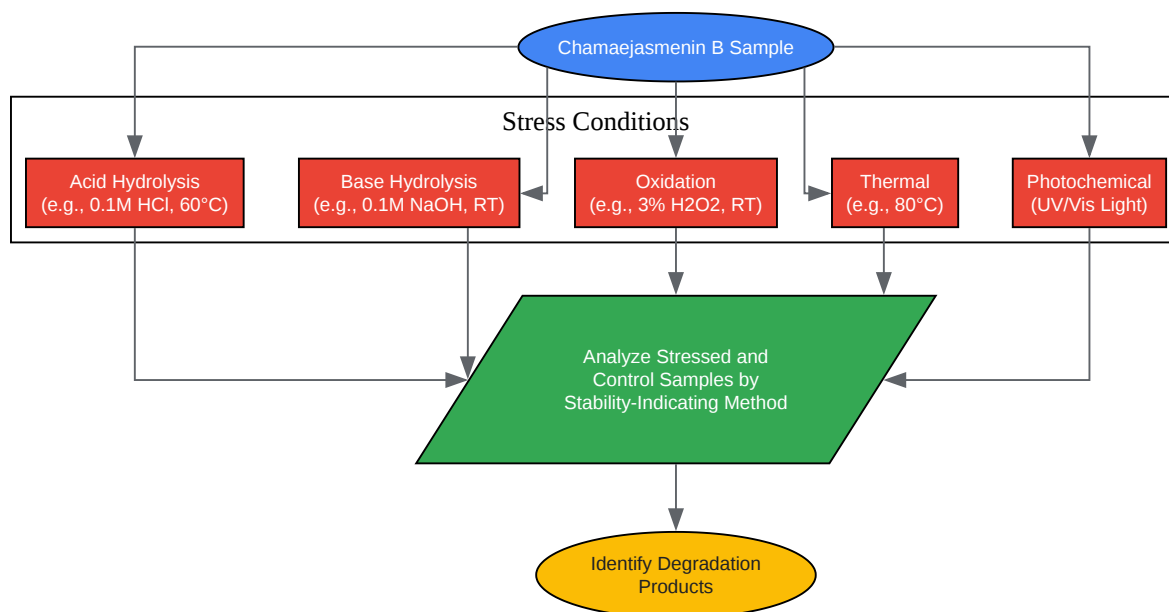 Chamaejasmenin B Sample
Stress Conditions
Acid Hydrolysis
(e.g., 0.1M HCl, 60°C)
Base Hydrolysis
(e.g., 0.1M NaOH, RT)
Oxidation
(e.g., 3% H2O2, RT)
Thermal
(e.g., 80°C)
Photochemical
(UV/Vis Light)
Analyze Stressed and
Control Samples by
Stability-Indicating Method
Identify Degradation
Products